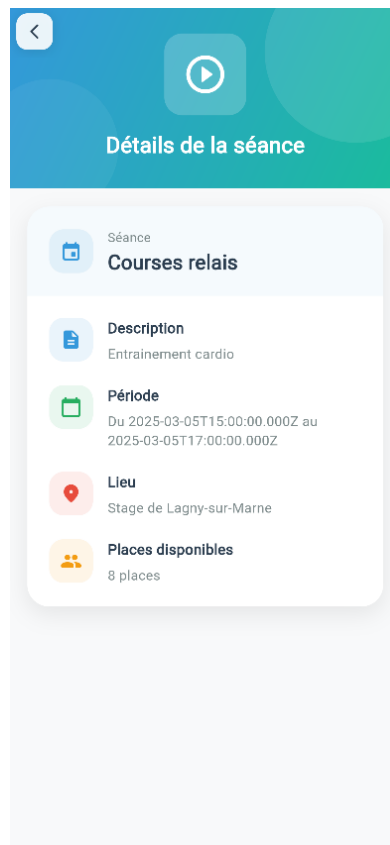 Détails de la séance
Séance
Courses relais
Description
Entrainement cardio
Période
Du 2025-03-05T15:00:00.000Z au
2025-03-05T17:00:00.000Z
Lieu
Stage de Lagny-sur-Marne
Places disponibles
8 places